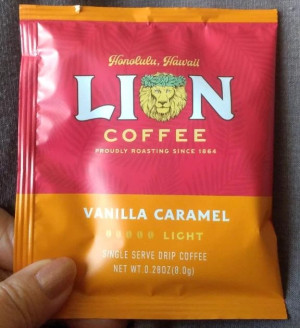 Honolulu, Hawaii
LION
COFFEE
PROUDLY ROASTING SINCE 1864
VANILLA CARAMEL
LIGHT
SINGLE SERVE DRIP COFFEE
NET WT 0.28OZ (8.0g)